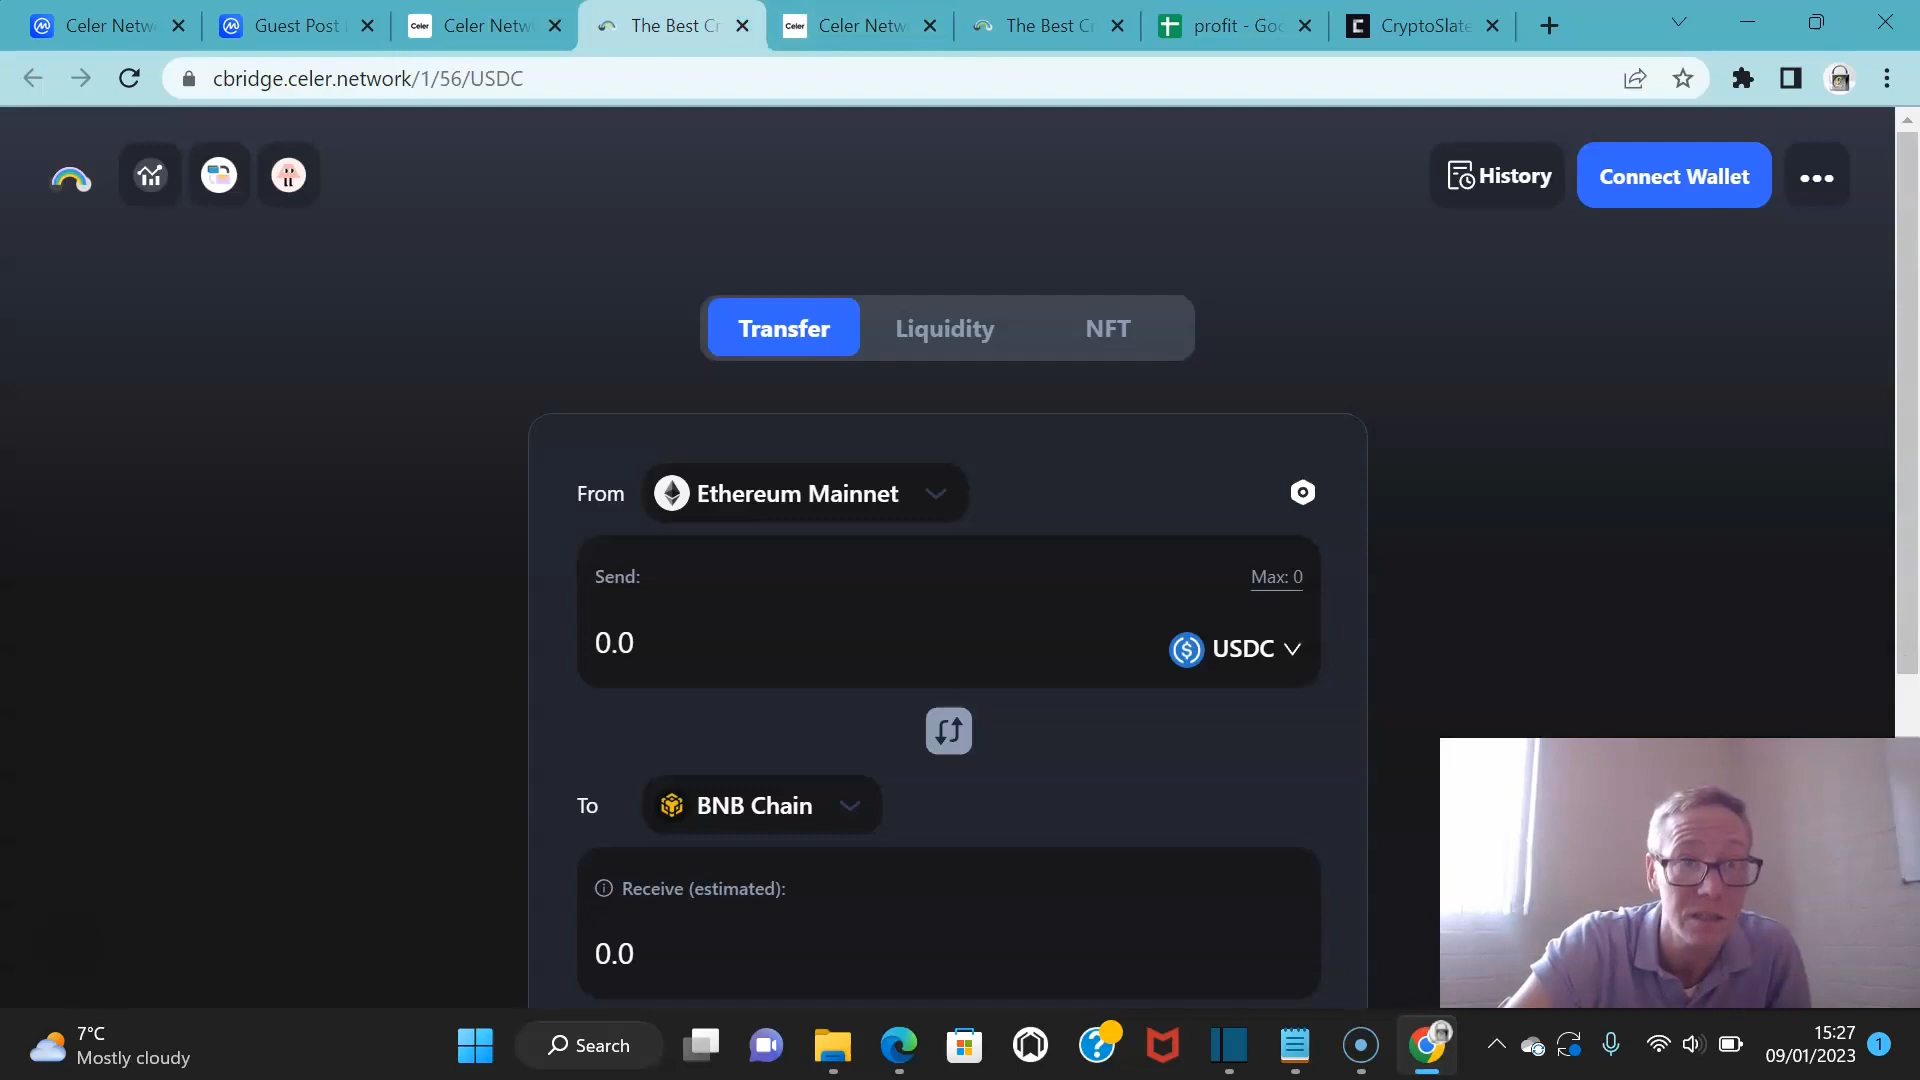 Celer Netw
Guest Post
Celer
Celer Netw
The Best Cr
Celer
Celer Netw
The Best Cr
profit - Goo
CryptoSlate
cbridge.celer.network/1/56/USDC
History
Connect Wallet
Transfer
Liquidity
NFT
From
Ethereum Mainnet
Send:
Max: 0
0.0
USDC
To
BNB Chain
Receive (estimated):
0.0
7°C
Mostly cloudy
Search
15:27
09/01/2023
1